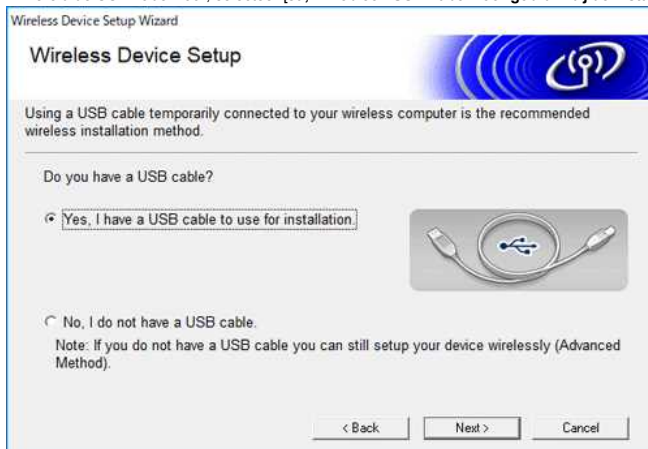 Wireless Device Setup Wizard
Wireless Device Setup
Using a USB cable temporarily connected to your wireless computer is the recommended
wireless installation method.
Do you have a USB cable?
Yes, I have a USB cable to use for installation.
No, I do not have a USB cable.
Note: If you do not have a USB cable you can still setup your device wirelessly (Advanced
Method).
< Back
Next >
Cancel